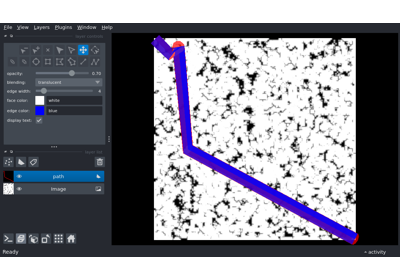 File View Layers Plugins Window Help
opacity: 0.70
blending: translucent
edge width:
face color: white
edge color: blue
display text:
path
Image
Ready
activity